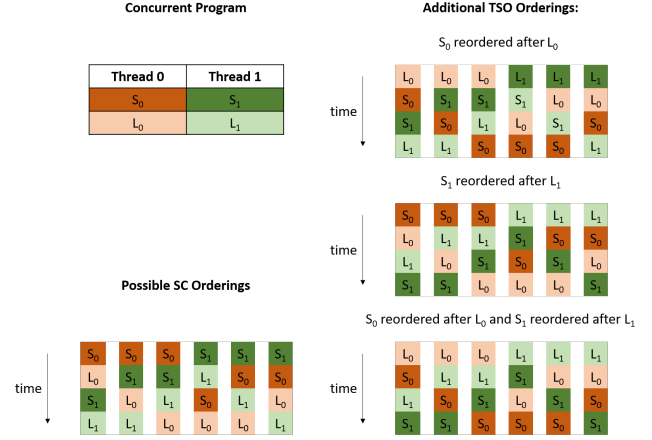 Concurrent Program
Thread 0 Thread 1
S₀ S₁
L₀ L₁
Possible SC Orderings
time
S₀ S₀ S₀ S₁ S₁ S₁
L₀ S₁ S₁ L₁ S₀ S₀
S₁ L₀ L₁ S₀ L₁ L₀
L₁ L₁ L₀ L₀ L₀ L₁
Additional TSO Orderings:
S₀ reordered after L₀
time
L₀ L₀ L₀ L₁ L₁ L₁
S₀ S₁ S₁ S₁ L₀ L₀
S₁ S₀ L₁ L₀ S₁ S₀
L₁ L₁ S₀ S₀ S₀ L₁
S₁ reordered after L₁
time
S₀ S₀ S₀ L₁ L₁ L₁
L₀ L₁ L₁ S₁ S₀ S₀
L₁ L₀ S₁ S₀ S₁ L₀
S₁ S₁ L₀ L₀ L₀ S₁
S₀ reordered after L₀ and S₁ reordered after L₁
time
L₀ L₀ L₀ L₁ L₁ L₁
S₀ L₁ L₁ S₁ L₀ L₀
L₁ S₀ S₁ L₀ S₁ S₀
S₁ S₁ S₀ S₀ S₀ S₁